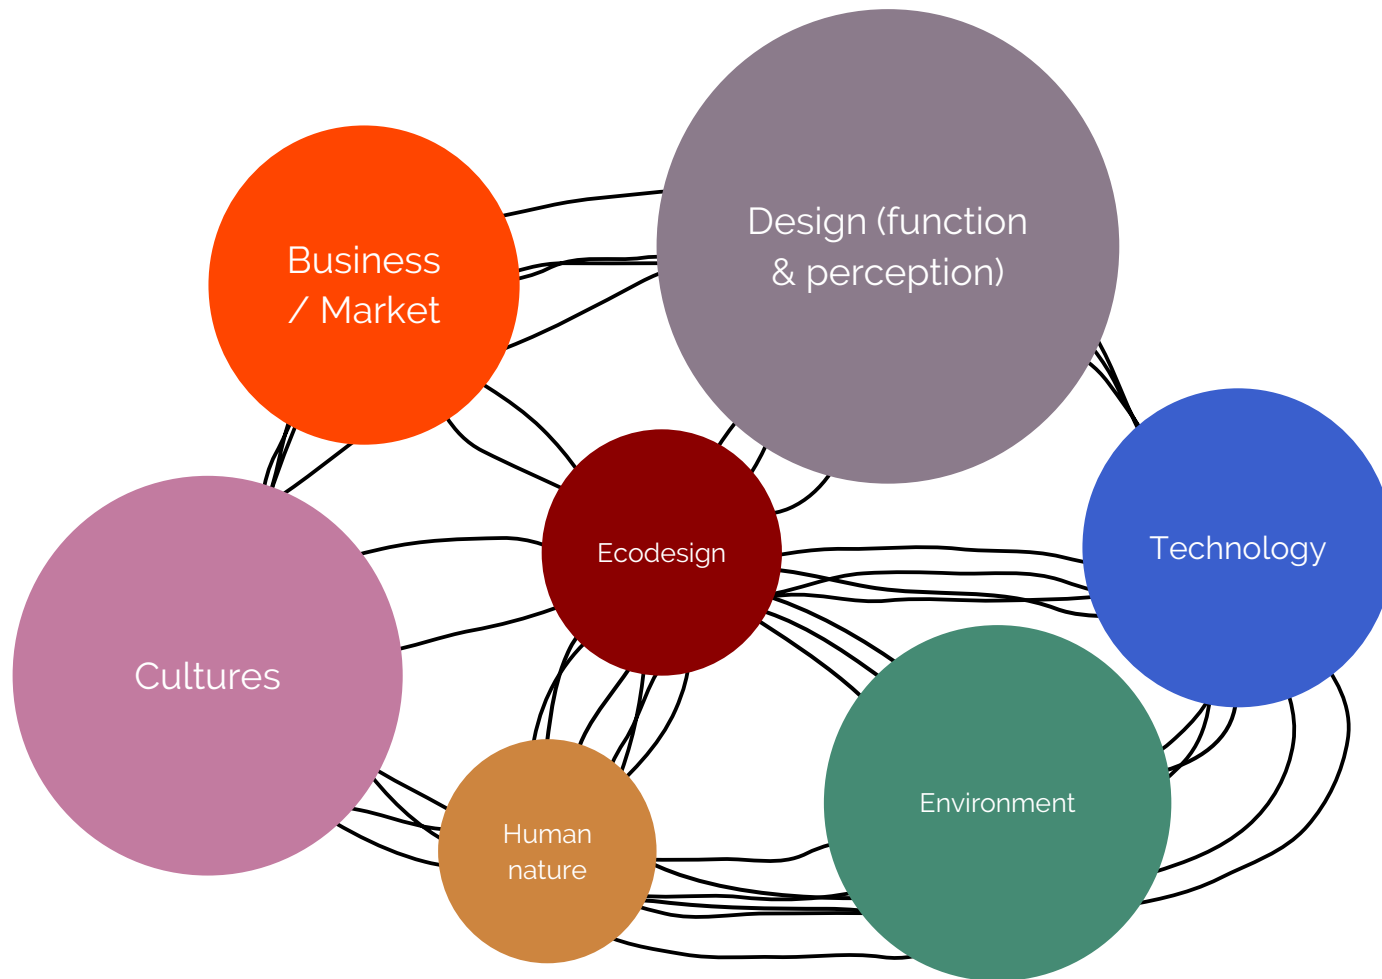 Design (function
& perception)
Business
/ Market
Ecodesign
Technology
Cultures
Environment
Human
nature